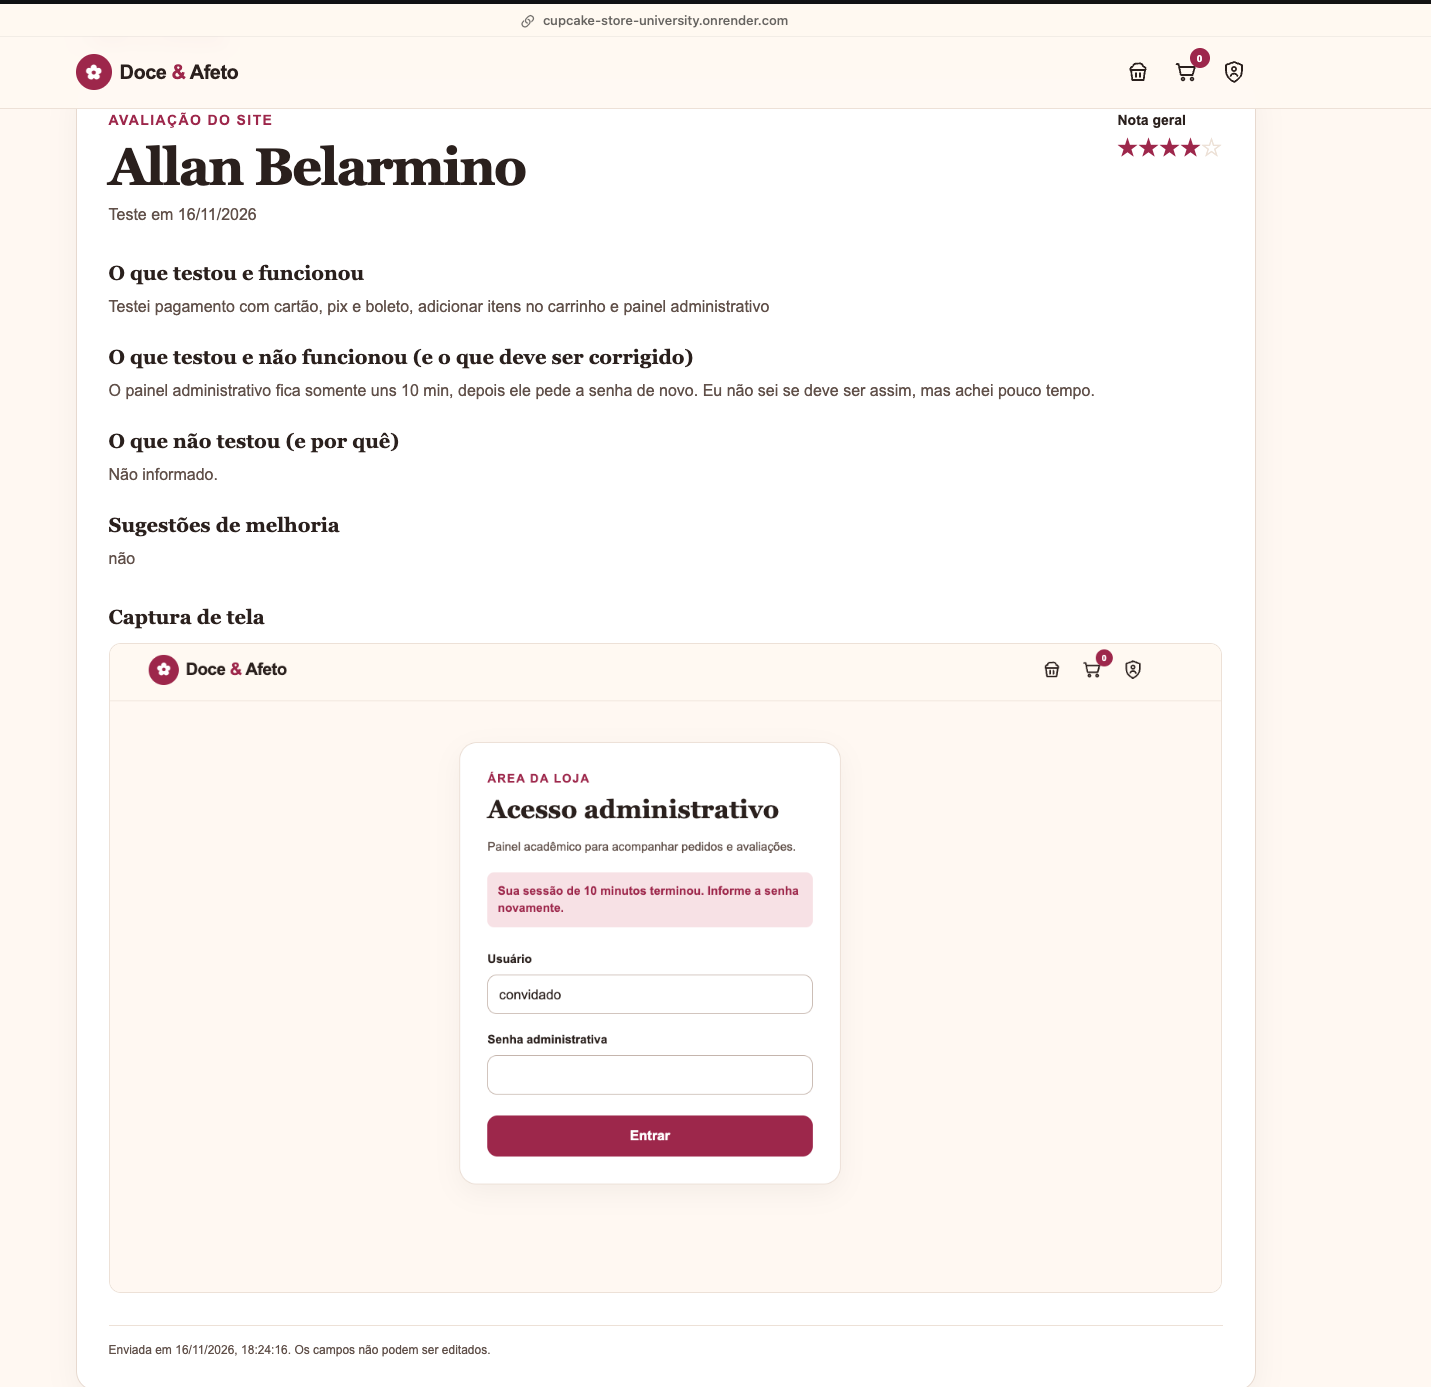 cupcake-store-university.onrender.com
Doce & Afeto
0
AVALIAÇÃO DO SITE
Nota geral
Allan Belarmino
Teste em 16/11/2026
O que testou e funcionou
Testei pagamento com cartão, pix e boleto, adicionar itens no carrinho e painel administrativo
O que testou e não funcionou (e o que deve ser corrigido)
O painel administrativo fica somente uns 10 min, depois ele pede a senha de novo. Eu não sei se deve ser assim, mas achei pouco tempo.
O que não testou (e por quê)
Não informado.
Sugestões de melhoria
não
Captura de tela
Doce & Afeto
0
ÁREA DA LOJA
Acesso administrativo
Painel acadêmico para acompanhar pedidos e avaliações.
Sua sessão de 10 minutos terminou. Informe a senha
novamente.
Usuário
convidado
Senha administrativa
Entrar
Enviada em 16/11/2026, 18:24:16. Os campos não podem ser editados.